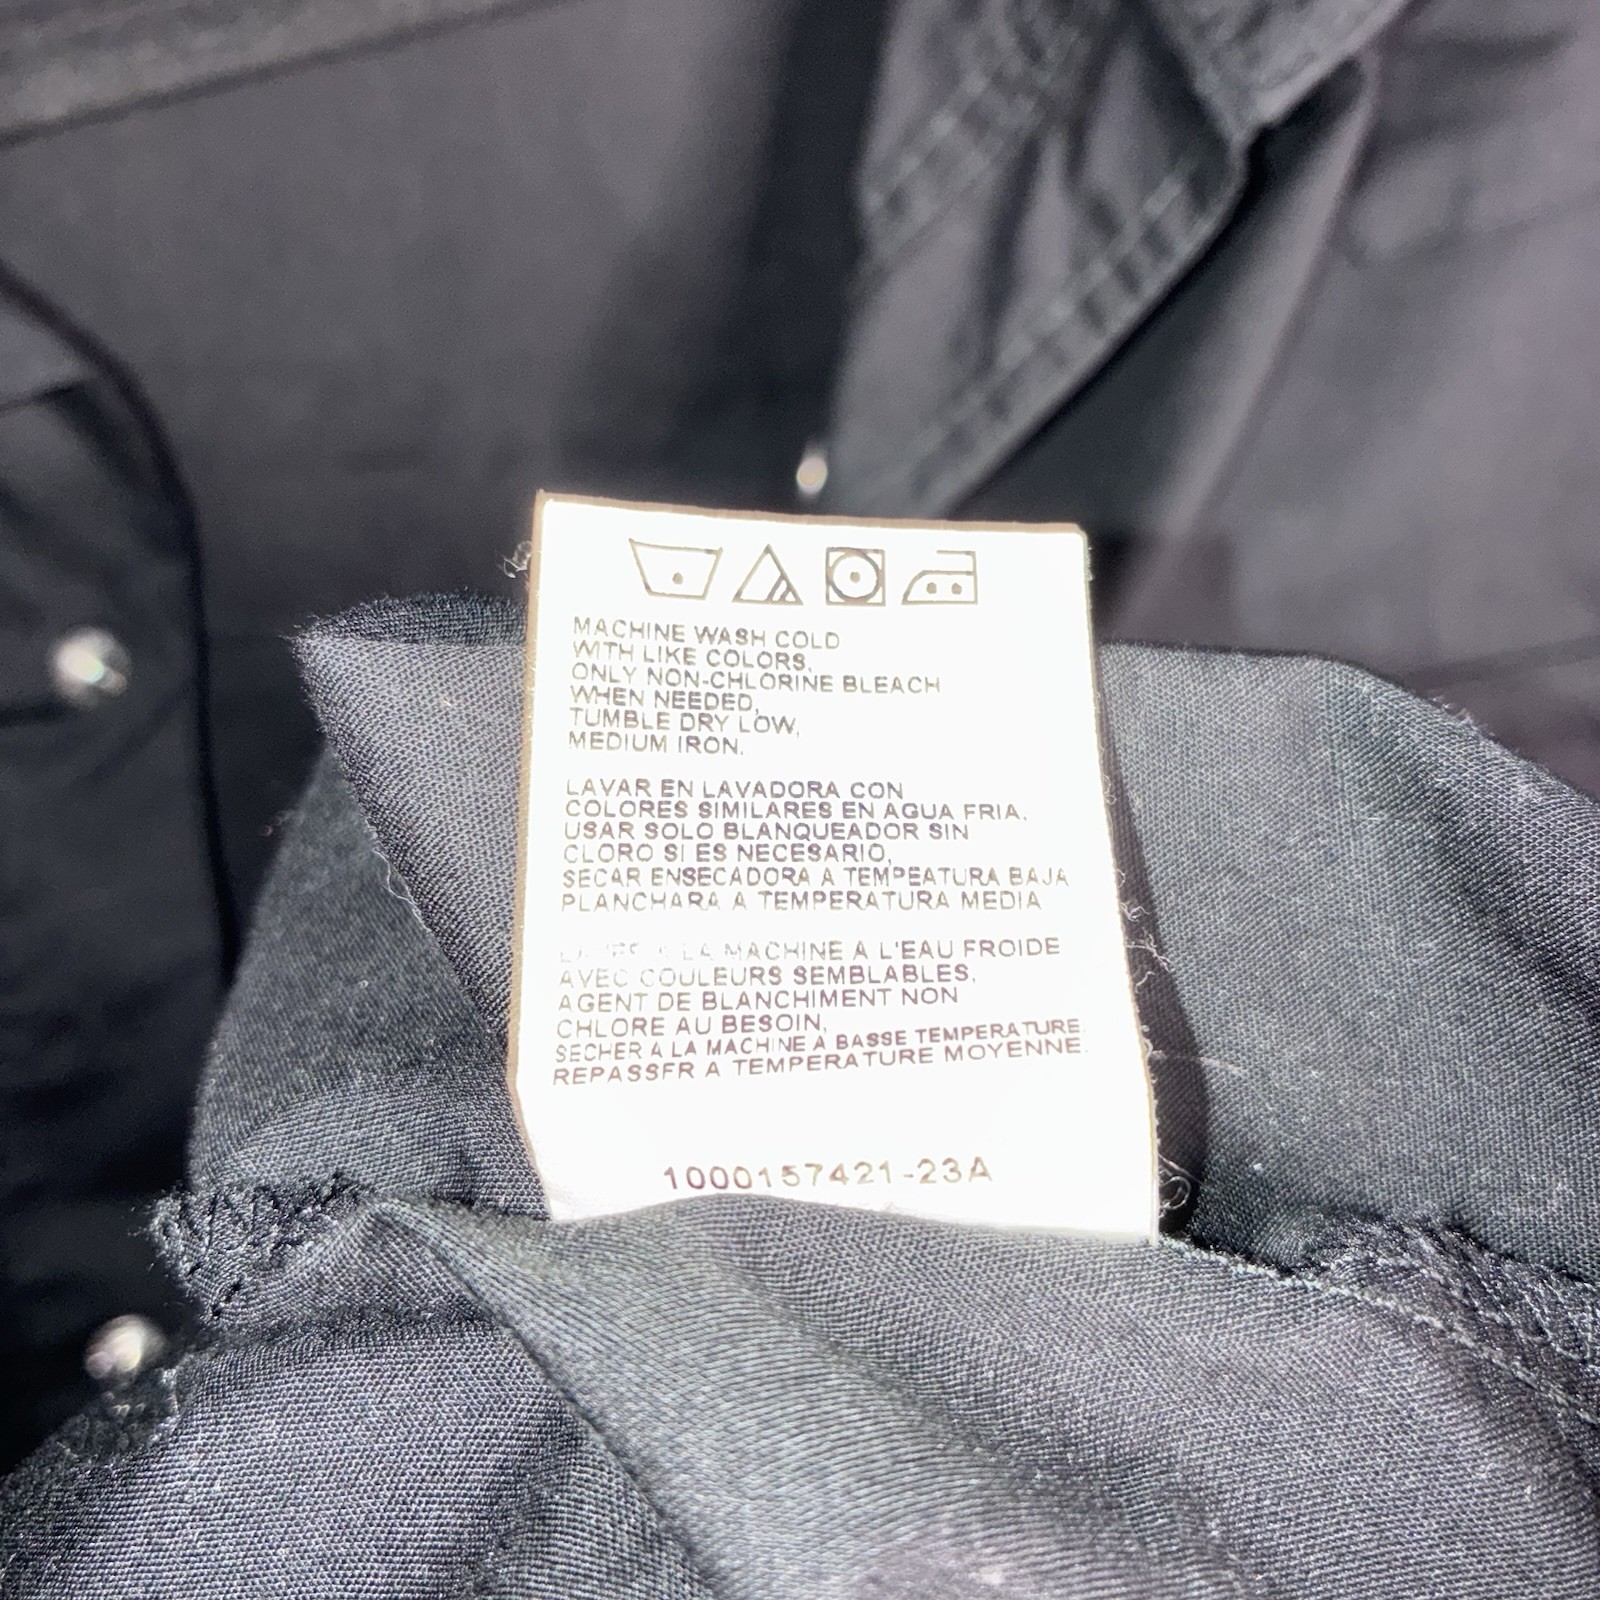 MACHINE WASH COLD
WITH LIKE COLORS,
ONLY NON-CHLORINE BLEACH
WHEN NEEDED,
TUMBLE DRY LOW,
MEDIUM IRON.
LAVAR EN LAVADORA CON
COLORES SIMILARES EN AGUA FRIA.
USAR SOLO BLANQUEADOR SIN
CLORO SI ES NECESARIO,
SECAR ENSECADORA A TEMPEATURA BAJA
PLANCHARA A TEMPERATURA MEDIA
LA MACHINE A L'EAU FROIDE
AVEC COULEURS SEMBLABLES.
AGENT DE BLANCHIMENT NON
CHLORE AU BESOIN,
SECHER A LA MACHINE A BASSE TEMPERATURE.
REPASSER A TEMPERATURE MOYENNE.
1000157421-23A